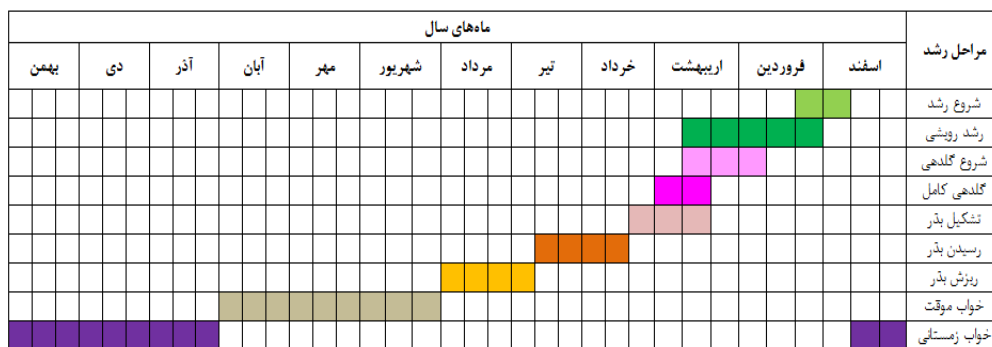 ماه‌های سال
مراحل رشد
اسفند فروردین اریبهشت خرداد تیر مرداد شهریور مهر آبان آذر دی بهمن
شروع رشد
رشد رویشی
شروع گلدهی
گلدهی کامل
تشکیل بذر
رسیدن بذر
ریزش بذر
خواب موقت
خواب زمستانی